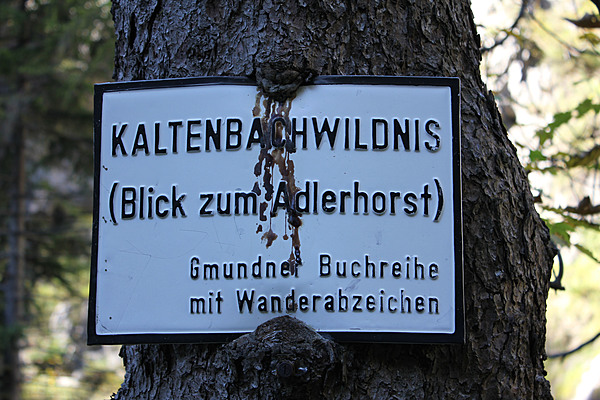 KALTENBACHWILDNIS
(Blick zum Adlerhorst)
Gmundner Buchreihe
mit Wanderabzeichen